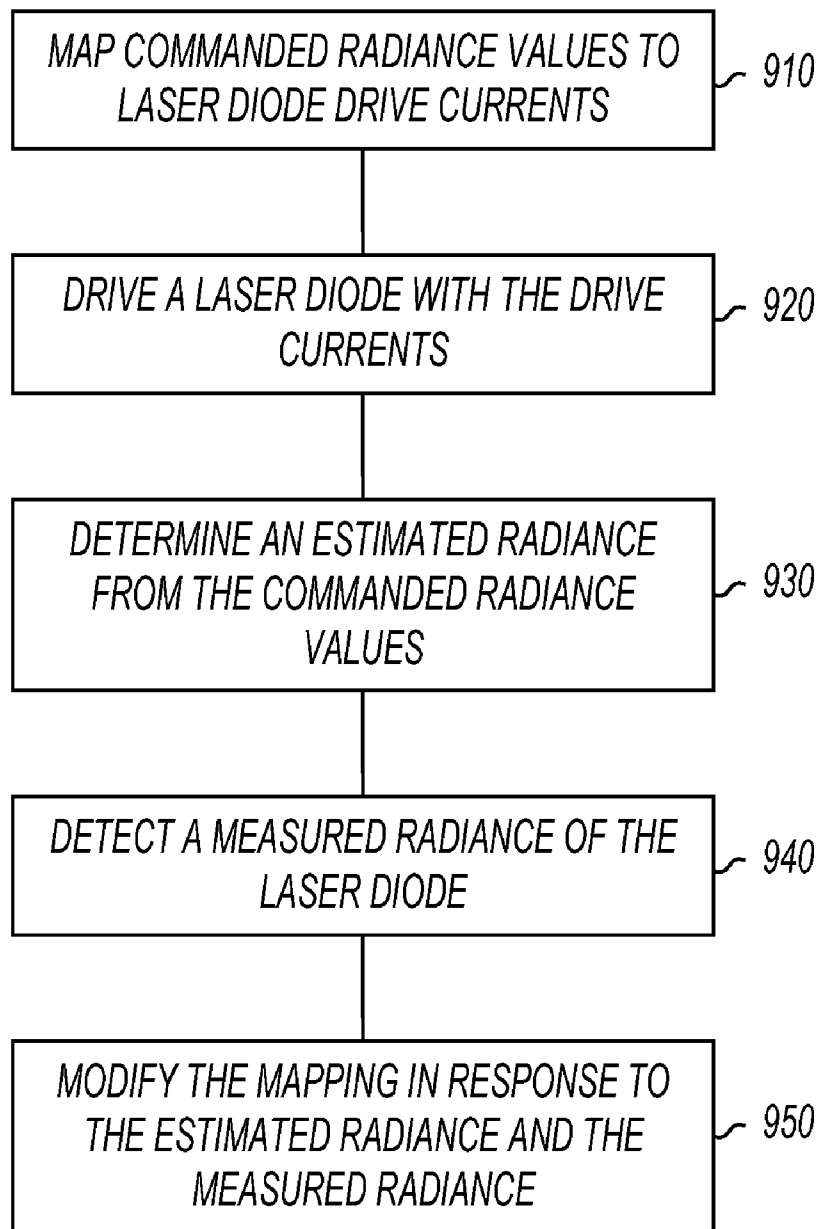 MAP COMMANDED RADIANCE VALUES TO
LASER DIODE DRIVE CURRENTS
910
DRIVE A LASER DIODE WITH THE DRIVE
CURRENTS
920
DETERMINE AN ESTIMATED RADIANCE
FROM THE COMMANDED RADIANCE
VALUES
930
DETECT A MEASURED RADIANCE OF THE
LASER DIODE
940
MODIFY THE MAPPING IN RESPONSE TO
THE ESTIMATED RADIANCE AND THE
MEASURED RADIANCE
950